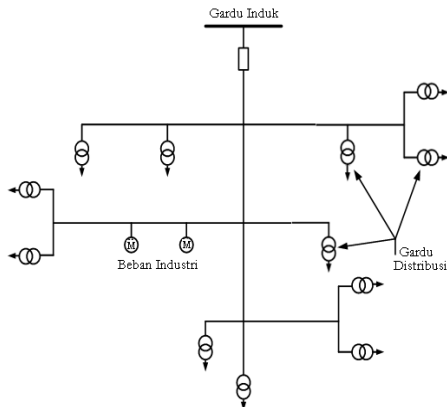 Gardu Induk
M
M
Beban Industri
Gardu
Distribusi